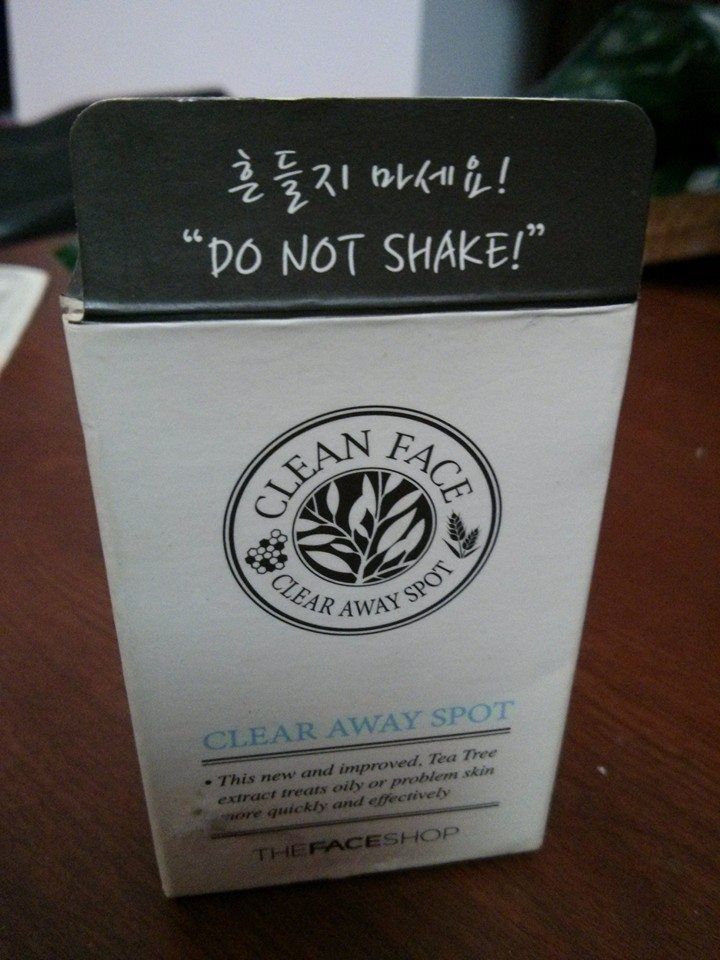 흔들지 마세요!
“DO NOT SHAKE!”
CLEAN FACE
CLEAR AWAY SPOT
CLEAR AWAY SPOT
• This new and improved, Tea Tree
extract treats oily or problem skin
more quickly and effectively
THEFACESHOP